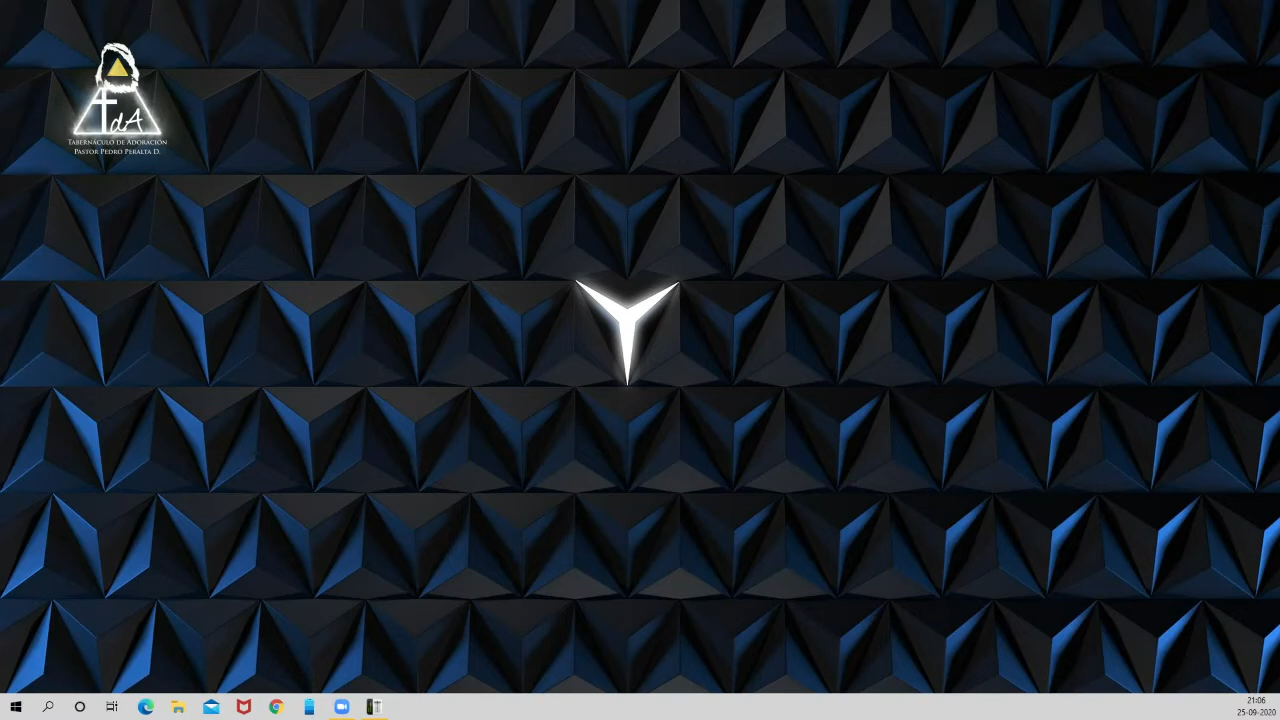 tdA
TABERNÁCULO DE ADORACIÓN
PASTOR PEDRO PERALTA D.
21:06
25-09-2020